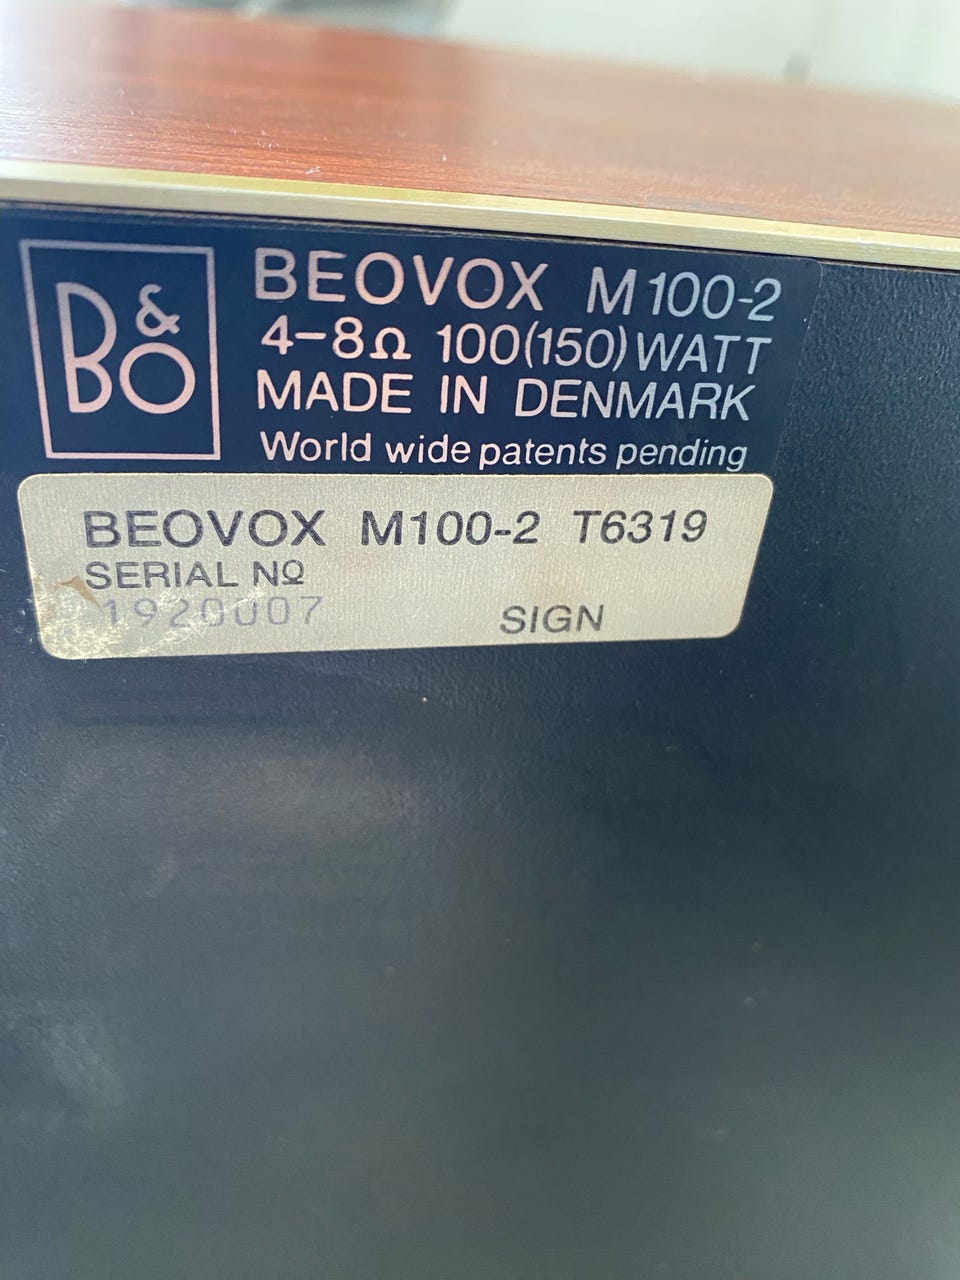 B&O
BEOVOX M100-2
4-8Ω 100(150) WATT
MADE IN DENMARK
World wide patents pending
BEOVOX M100-2 T6319
SERIAL Nº
1920007
SIGN